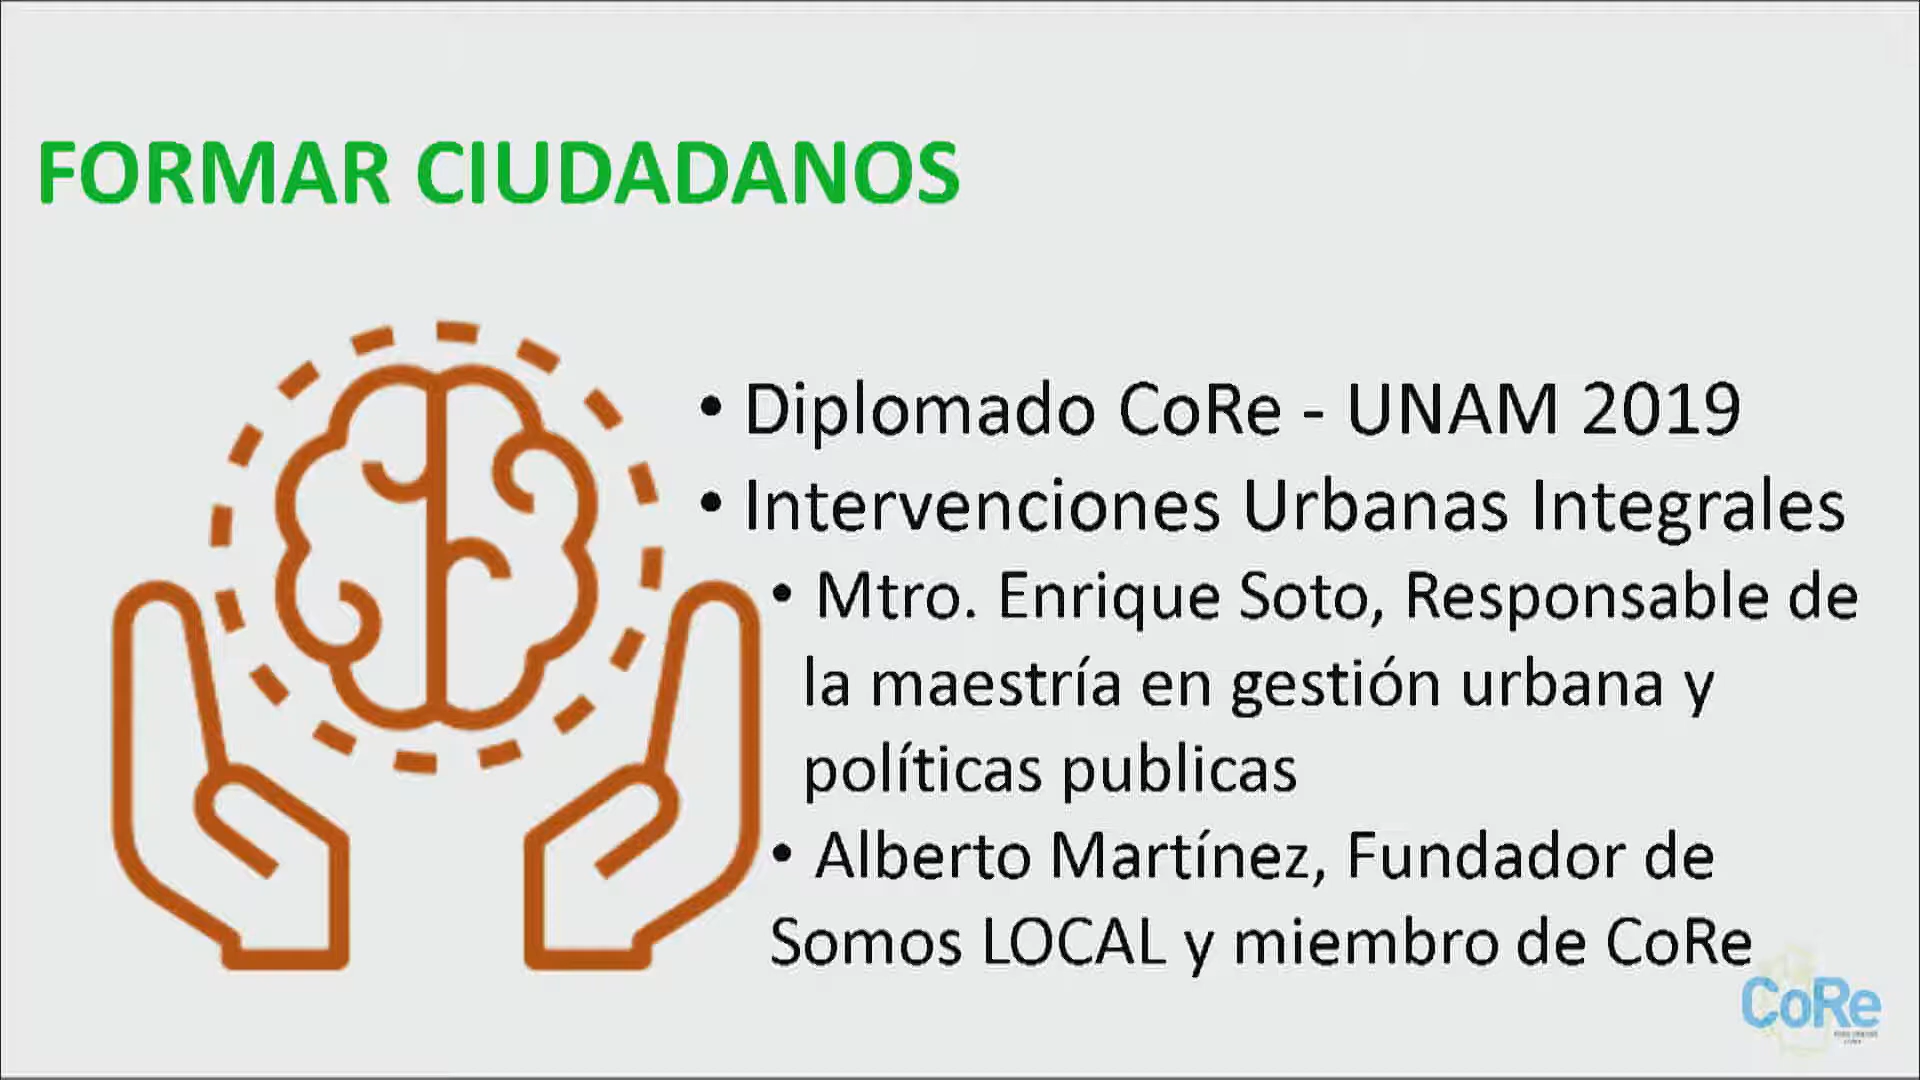 FORMAR CIUDADANOS
• Diplomado CoRe - UNAM 2019
• Intervenciones Urbanas Integrales
• Mtro. Enrique Soto, Responsable de
la maestría en gestión urbana y
políticas publicas
• Alberto Martínez, Fundador de
Somos LOCAL y miembro de CoRe
CoRe